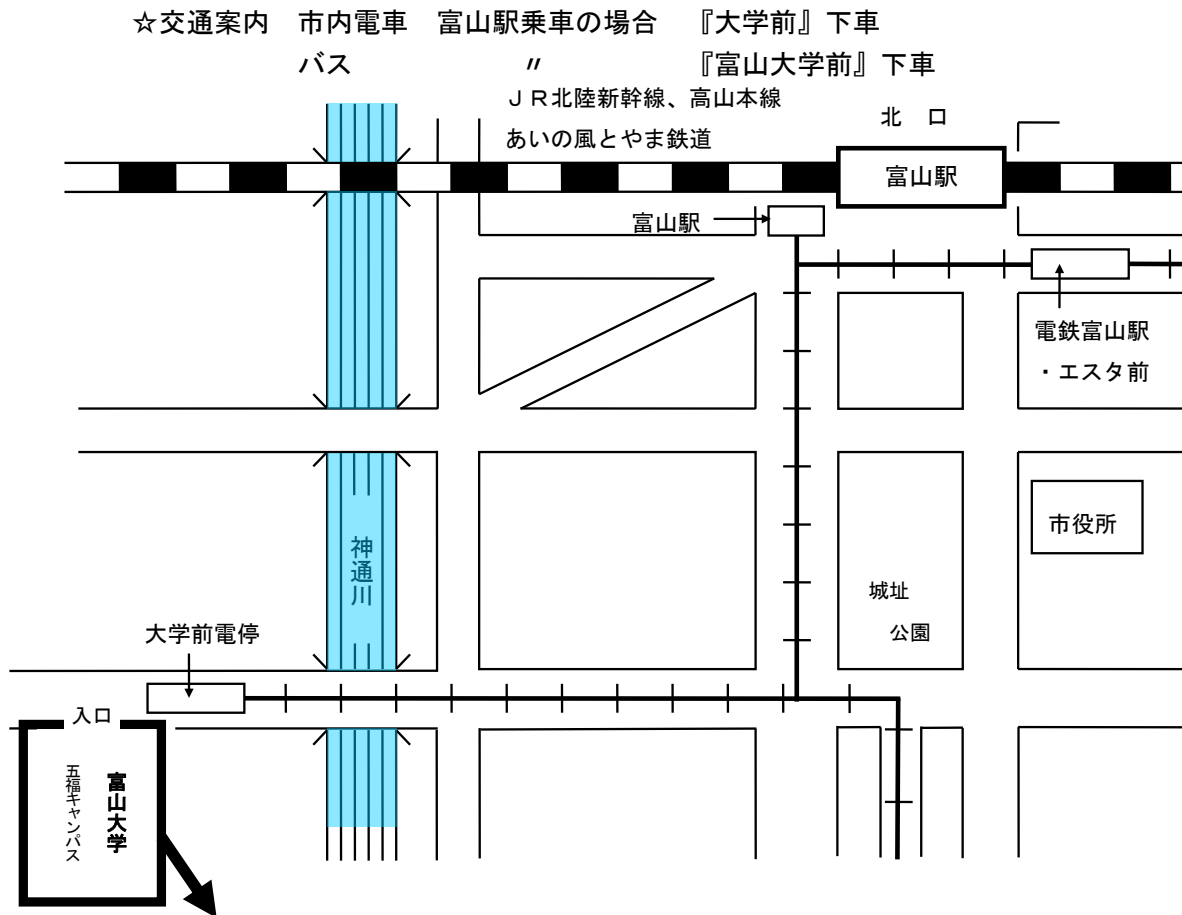 ☆交通案内　市内電車　富山駅乗車の場合　『大学前』下車
バス　〃　『富山大学前』下車
ＪＲ北陸新幹線、高山本線
あいの風とやま鉄道
北　口
富山駅
富山駅
電鉄富山駅
・エスタ前
市役所
神通川
城址
公園
大学前電停
入口
富山大学
五福キャンパス